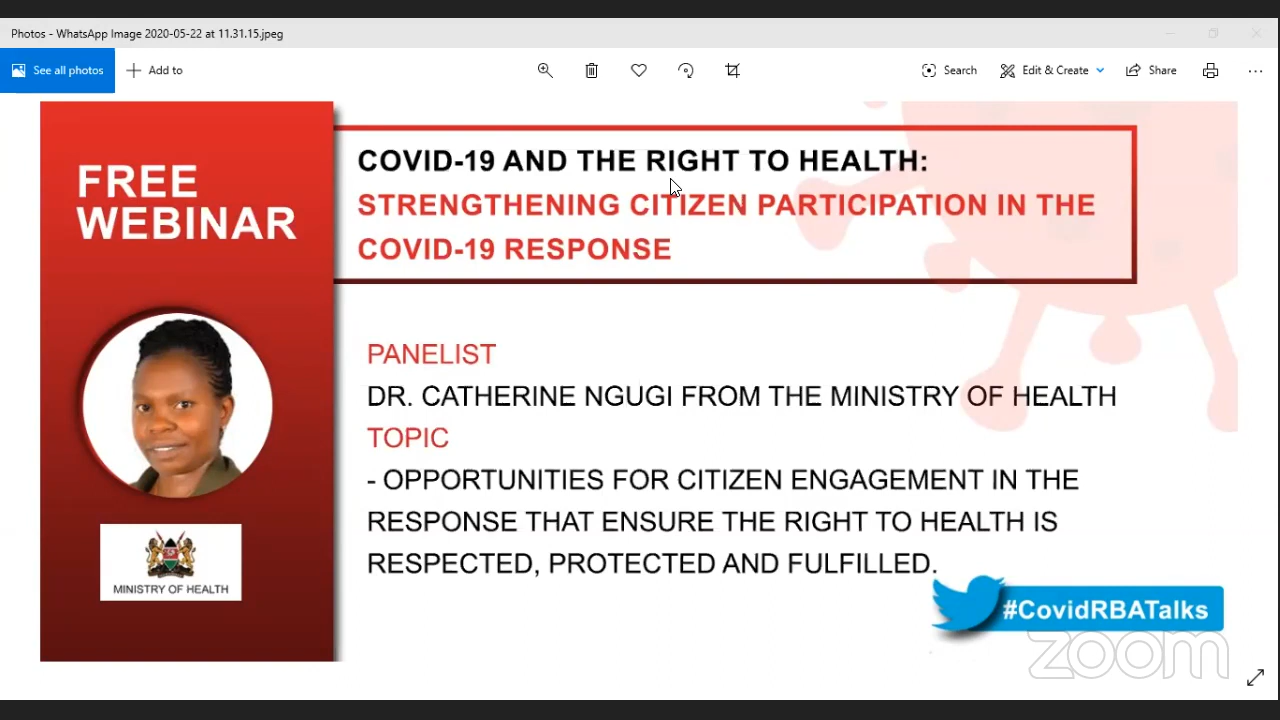 Photos - WhatsApp Image 2020-05-22 at 11.31.15.jpeg
See all photos
Add to
Search
Edit & Create
Share
FREE
WEBINAR
COVID-19 AND THE RIGHT TO HEALTH:
STRENGTHENING CITIZEN PARTICIPATION IN THE
COVID-19 RESPONSE
PANELIST
DR. CATHERINE NGUGI FROM THE MINISTRY OF HEALTH
TOPIC
- OPPORTUNITIES FOR CITIZEN ENGAGEMENT IN THE
RESPONSE THAT ENSURE THE RIGHT TO HEALTH IS
RESPECTED, PROTECTED AND FULFILLED.
MINISTRY OF HEALTH
#CovidRBATalks
zoom